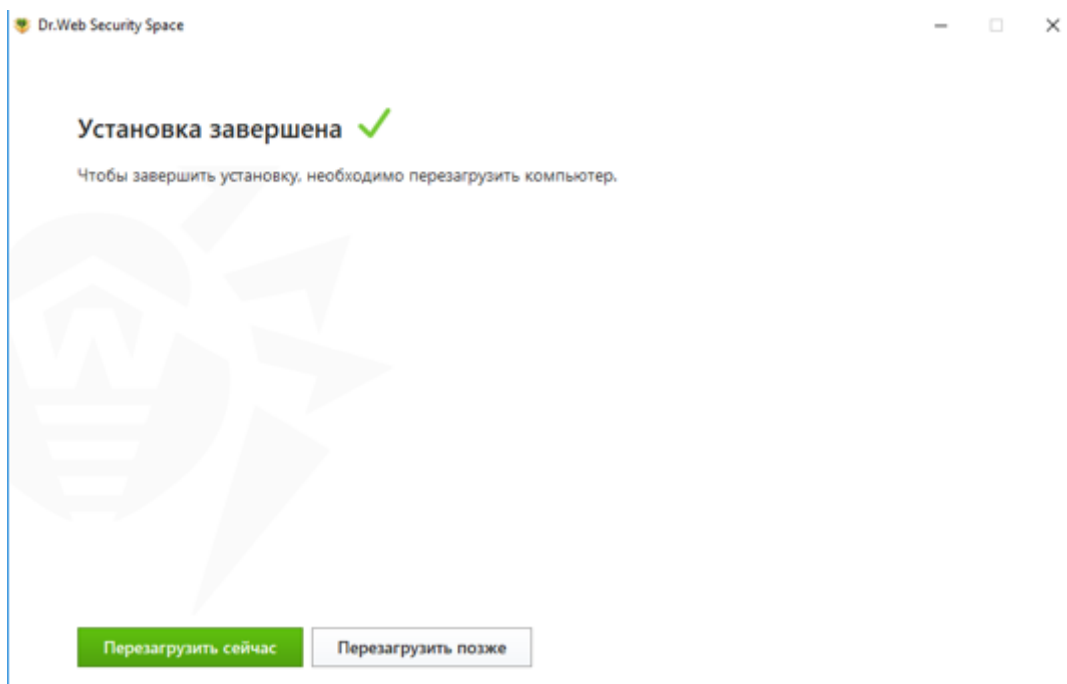 Dr.Web Security Space
Установка завершена
Чтобы завершить установку, необходимо перезагрузить компьютер.
Перезагрузить сейчас
Перезагрузить позже